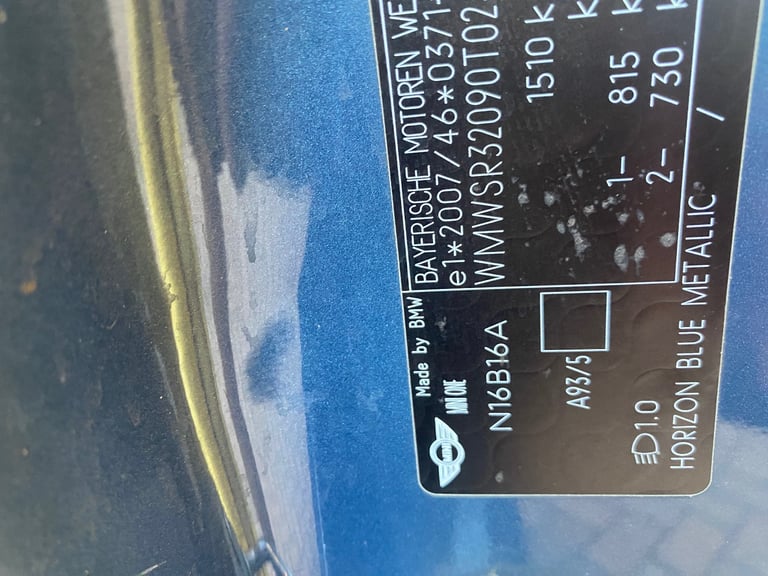 Made by BMW
MINI ONE
BAYERISCHE MOTOREN WE
e1*2007/46*0371
WMWSR32090T02
1510 k
1– 815 k
2– 730 k
N16B16A
A93/5
1.0
HORIZON BLUE METALLIC /